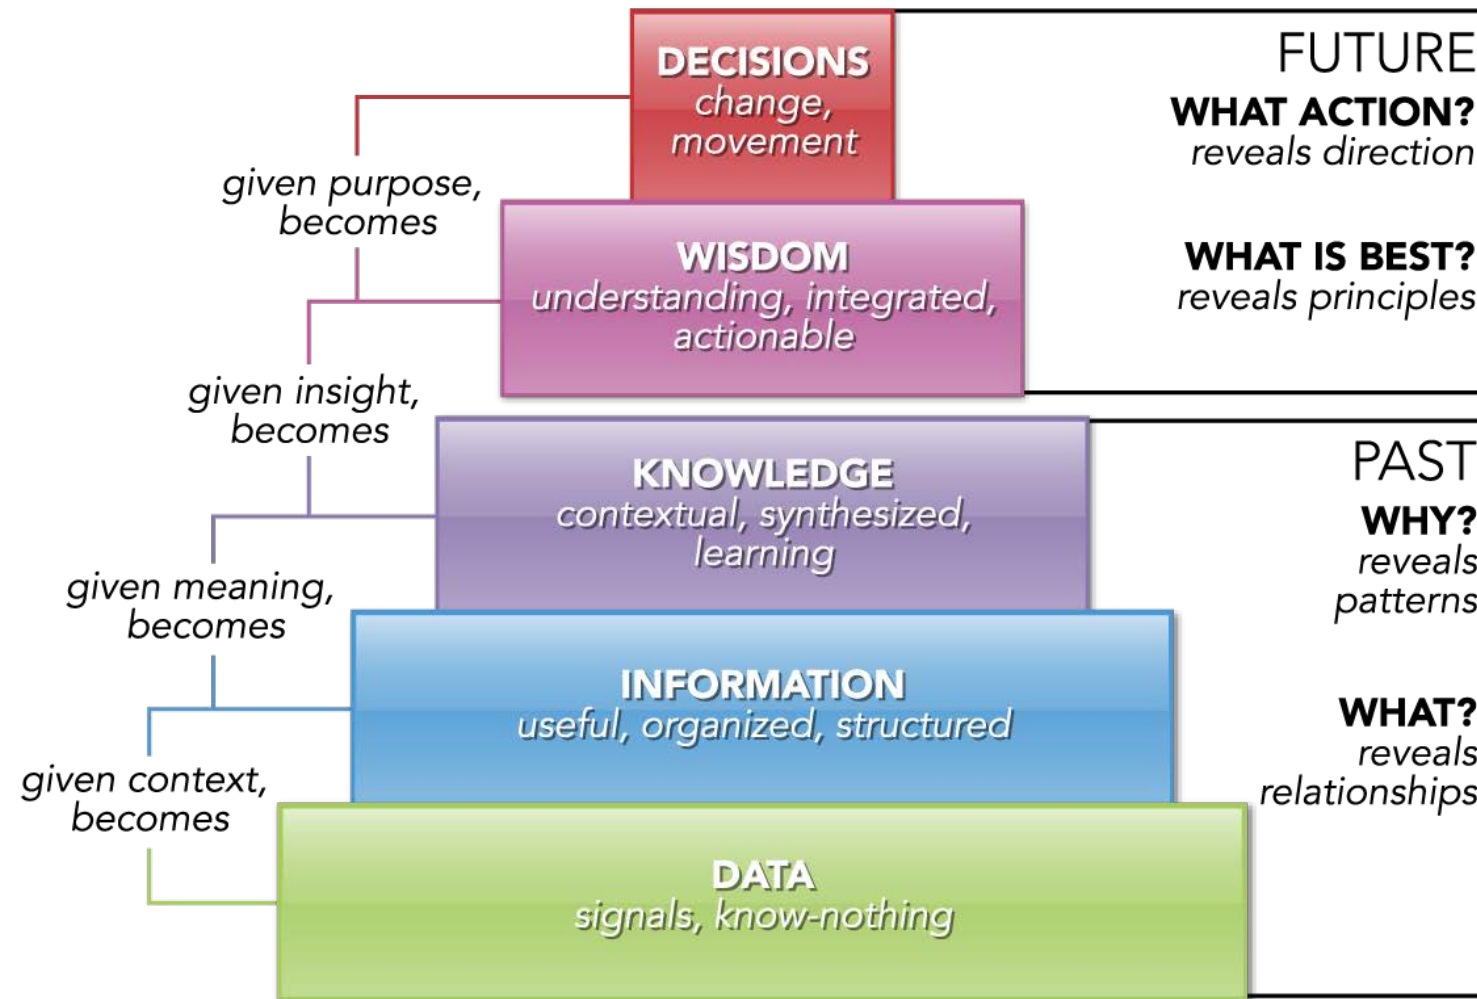 DECISIONS
change,
movement
FUTURE
WHAT ACTION?
reveals direction
given purpose,
becomes
WISDOM
understanding, integrated,
actionable
WHAT IS BEST?
reveals principles
given insight,
becomes
KNOWLEDGE
contextual, synthesized,
learning
PAST
WHY?
reveals
patterns
given meaning,
becomes
INFORMATION
useful, organized, structured
WHAT?
reveals
relationships
given context,
becomes
DATA
signals, know-nothing